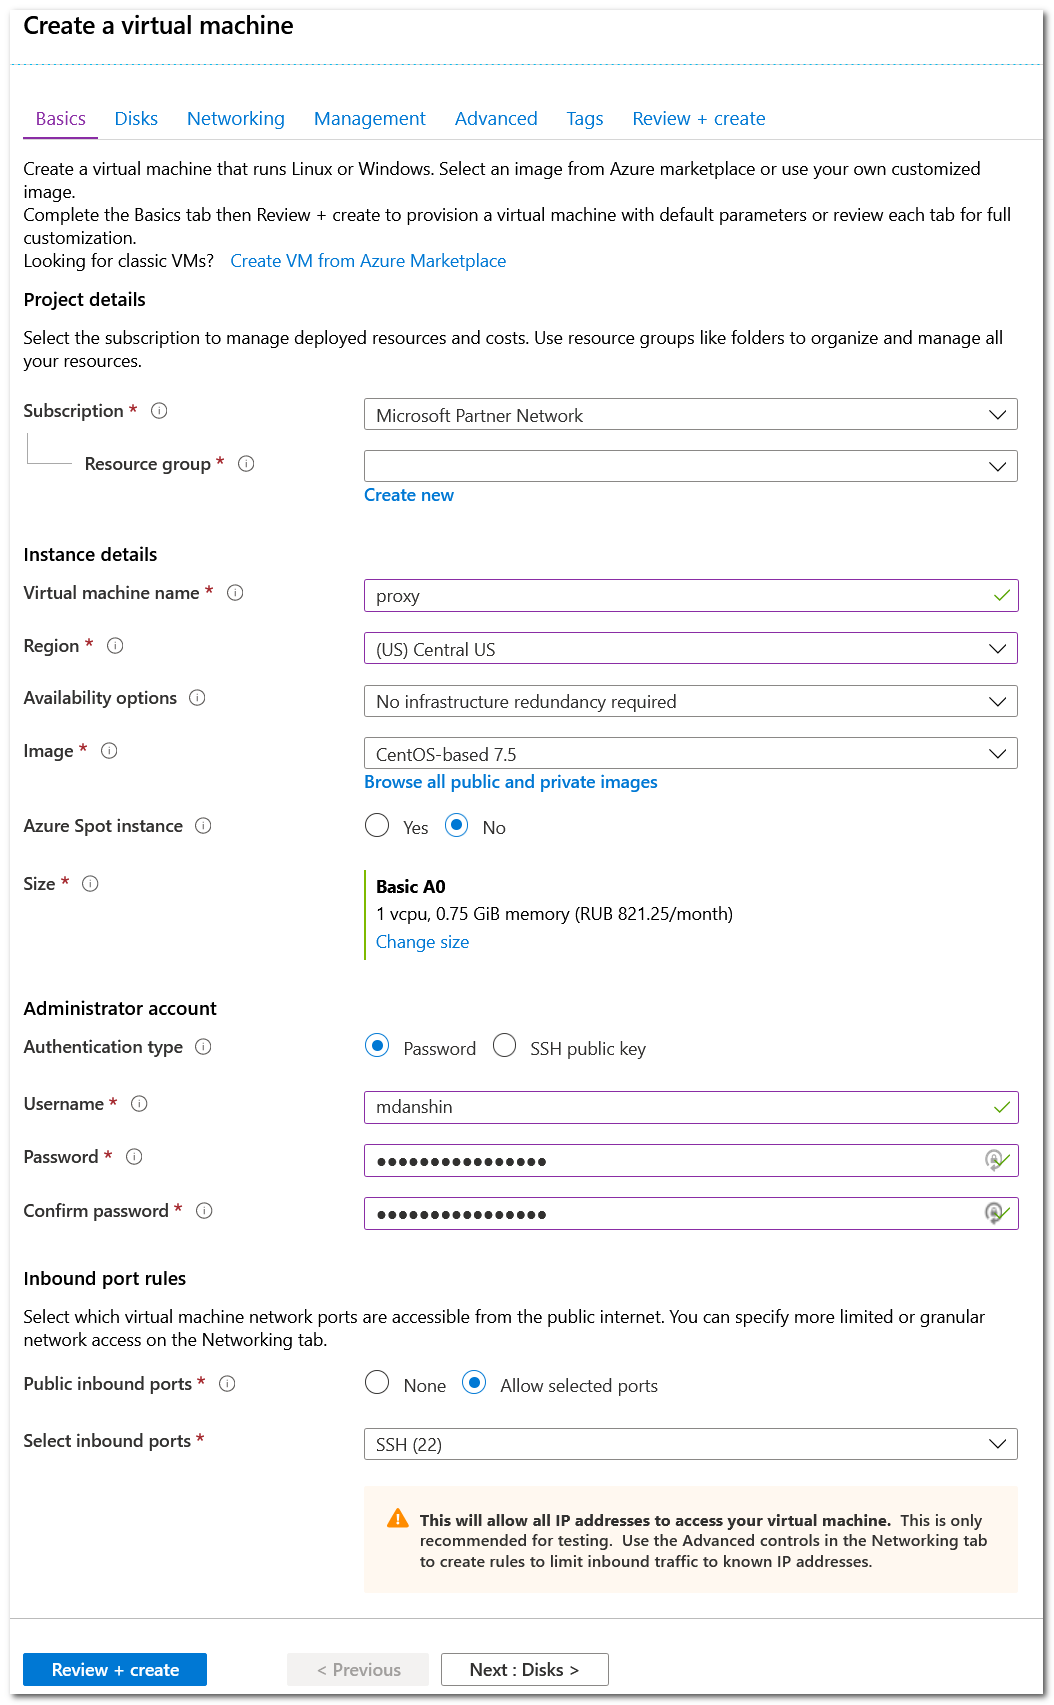 Create a virtual machine
Basics Disks Networking Management Advanced Tags Review + create
Create a virtual machine that runs Linux or Windows. Select an image from Azure marketplace or use your own customized
image.
Complete the Basics tab then Review + create to provision a virtual machine with default parameters or review each tab for full
customization.
Looking for classic VMs? Create VM from Azure Marketplace
Project details
Select the subscription to manage deployed resources and costs. Use resource groups like folders to organize and manage all
your resources.
Subscription *
Microsoft Partner Network
Resource group *
Create new
Instance details
Virtual machine name *
proxy
Region *
(US) Central US
Availability options
No infrastructure redundancy required
Image *
CentOS-based 7.5
Browse all public and private images
Azure Spot instance
Yes No
Size *
Basic A0
1 vcpu, 0.75 GiB memory (RUB 821.25/month)
Change size
Administrator account
Authentication type
Password SSH public key
Username *
mdanshin
Password *
●●●●●●●●●●●●●●●●
Confirm password *
●●●●●●●●●●●●●●●●
Inbound port rules
Select which virtual machine network ports are accessible from the public internet. You can specify more limited or granular
network access on the Networking tab.
Public inbound ports *
None Allow selected ports
Select inbound ports *
SSH (22)
This will allow all IP addresses to access your virtual machine. This is only
recommended for testing. Use the Advanced controls in the Networking tab
to create rules to limit inbound traffic to known IP addresses.
Review + create < Previous Next : Disks >